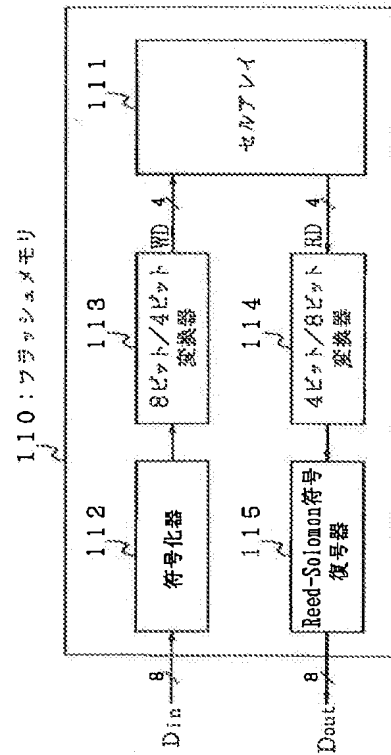 110:フラッシュメモリ
112
113
111
Din
8
符号化器
8ビット/4ビット
変換器
WD
4
セルアレイ
115
114
Dout
8
Reed-Solomon符号
復号器
4ビット/8ビット
変換器
RD
4